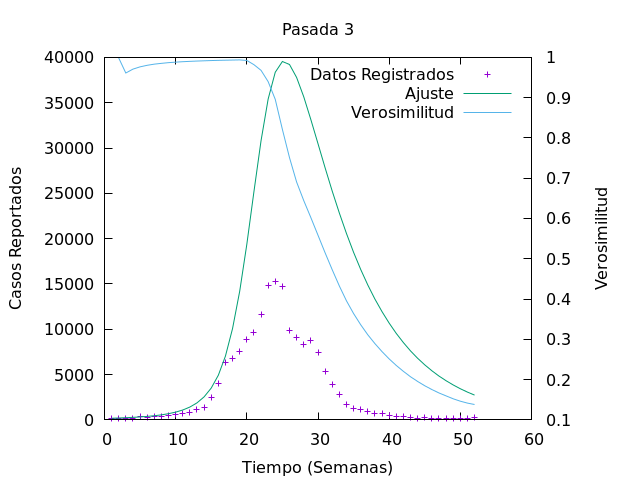 Pasada 3
40000
35000
30000
25000
20000
15000
10000
5000
0
1
0.9
0.8
0.7
0.6
0.5
0.4
0.3
0.2
0.1
Datos Registrados
Ajuste
Verosimilitud
Casos Reportados
Verosimilitud
0 10 20 30 40 50 60
Tiempo (Semanas)